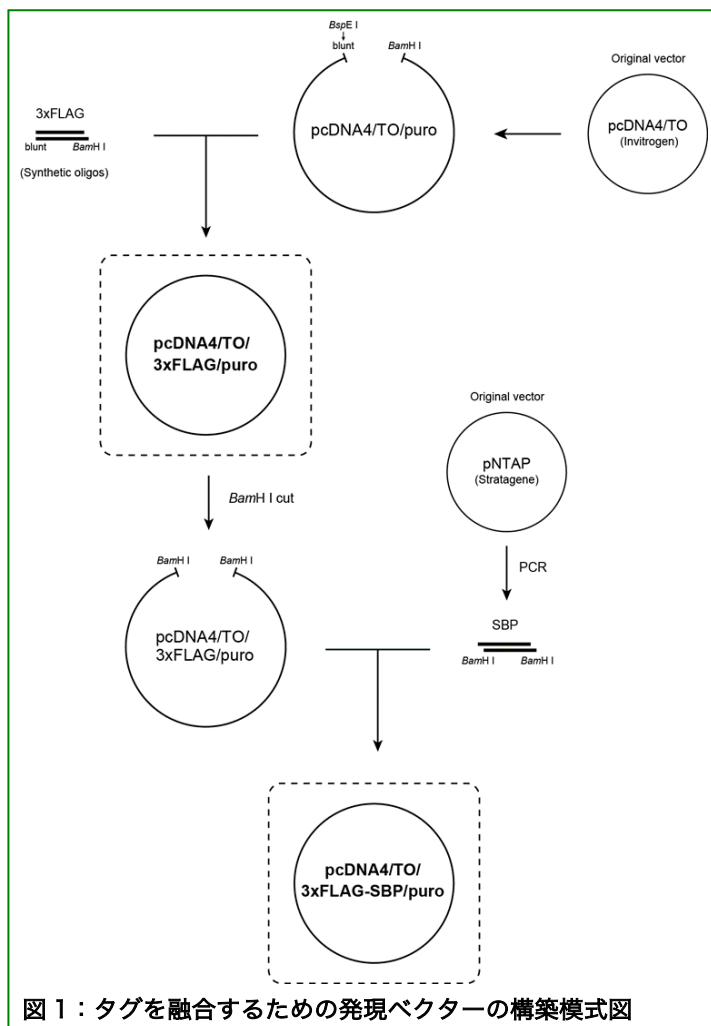 BspE I
blunt
BamH I
Original vector
3xFLAG
pcDNA4/TO/puro
pcDNA4/TO
(Invitrogen)
blunt
BamH I
(Synthetic oligos)
pcDNA4/TO/
3xFLAG/puro
Original vector
pNTAP
(Stratagene)
BamH I cut
BamH I
BamH I
PCR
pcDNA4/TO/
3xFLAG/puro
SBP
BamH I
BamH I
pcDNA4/TO/
3xFLAG-SBP/puro
図1:タグを融合するための発現ベクターの構築模式図